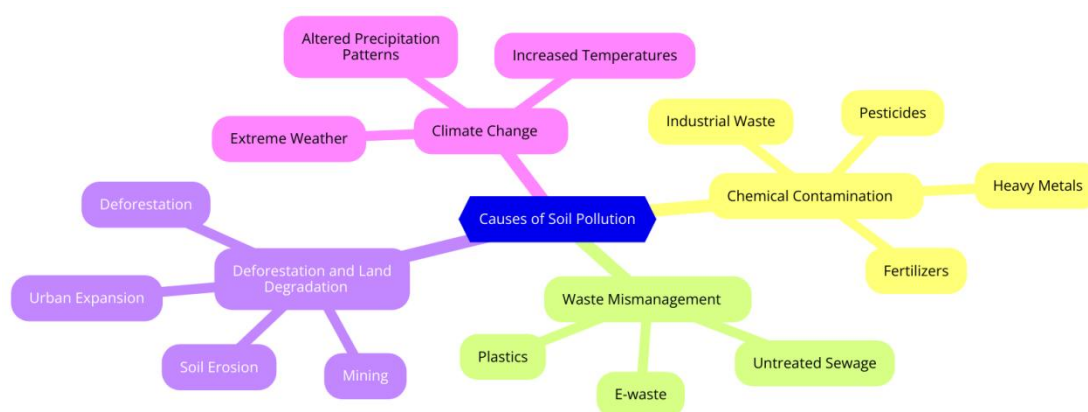 Altered Precipitation
Patterns
Increased Temperatures
Extreme Weather
Climate Change
Industrial Waste
Pesticides
Heavy Metals
Chemical Contamination
Fertilizers
Causes of Soil Pollution
Deforestation
Deforestation and Land
Degradation
Urban Expansion
Soil Erosion
Mining
Waste Mismanagement
Plastics
E-waste
Untreated Sewage